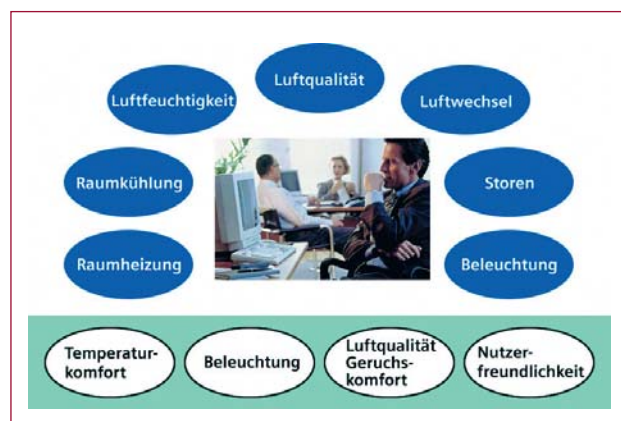 Luftqualität
Luftfeuchtigkeit
Luftwechsel
Raumkühlung
Storen
Raumheizung
Beleuchtung
Temperatur-
komfort
Beleuchtung
Luftqualität
Geruchs-
komfort
Nutzer-
freundlichkeit